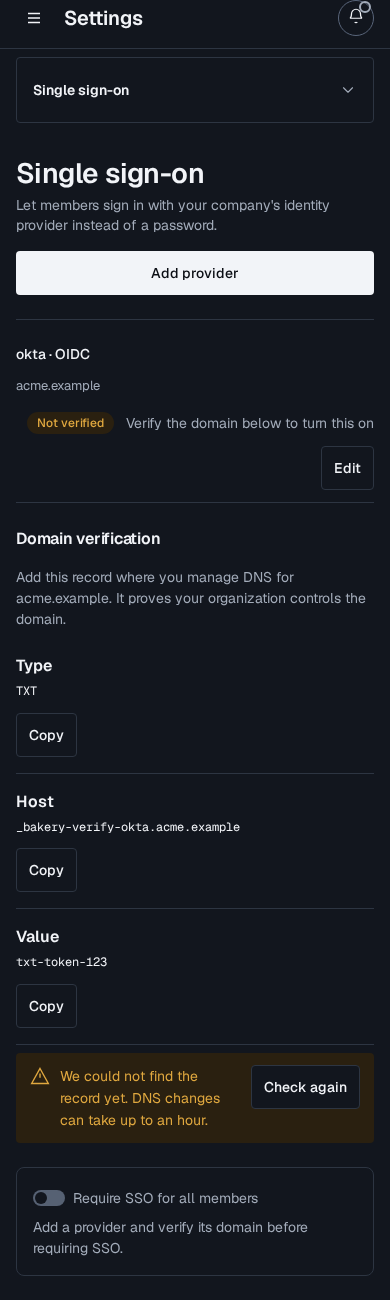 Settings
Single sign-on
Single sign-on
Let members sign in with your company's identity
provider instead of a password.
Add provider
okta · OIDC
acme.example
Not verified Verify the domain below to turn this on
Edit
Domain verification
Add this record where you manage DNS for
acme.example. It proves your organization controls the
domain.
Type
TXT
Copy
Host
_bakery-verify-okta.acme.example
Copy
Value
txt-token-123
Copy
We could not find the
record yet. DNS changes
can take up to an hour.
Check again
Require SSO for all members
Add a provider and verify its domain before
requiring SSO.